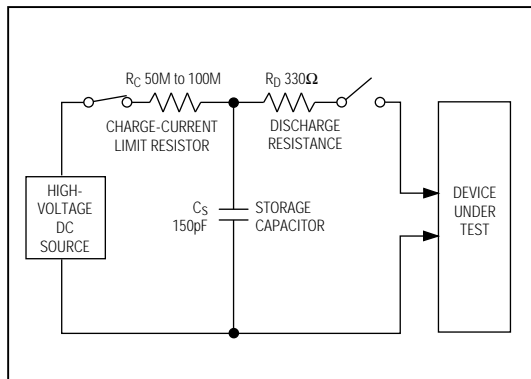 RC 50M to 100M
CHARGE-CURRENT
LIMIT RESISTOR
RD 330Ω
DISCHARGE
RESISTANCE
HIGH-
VOLTAGE
DC
SOURCE
CS
150pF
STORAGE
CAPACITOR
DEVICE
UNDER
TEST